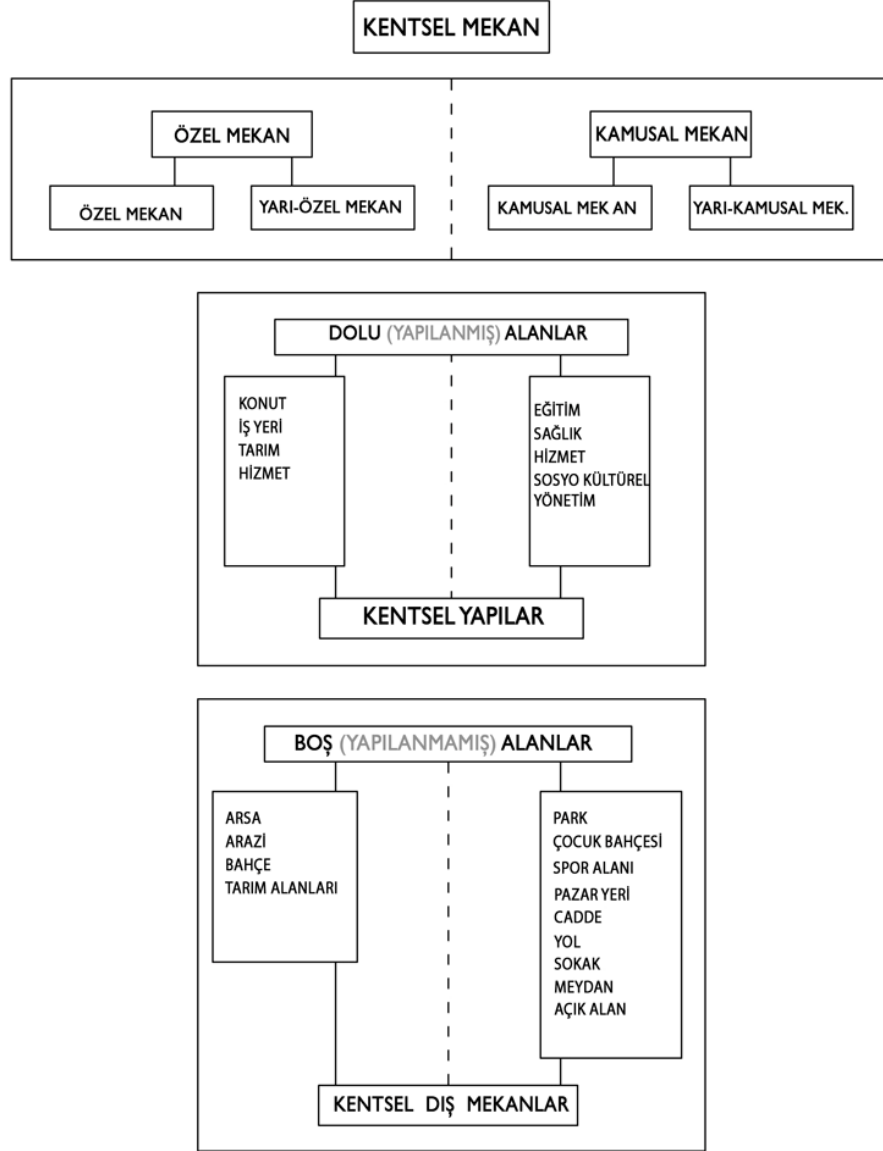 KENTSEL MEKAN
ÖZEL MEKAN
ÖZEL MEKAN
YARI-ÖZEL MEKAN
KAMUSAL MEKAN
KAMUSAL MEK AN
YARI-KAMUSAL MEK.
DOLU (YAPILANMIŞ) ALANLAR
KONUT
İŞ YERİ
TARIM
HİZMET
EĞİTİM
SAĞLIK
HİZMET
SOSYO KÜLTÜREL
YÖNETİM
KENTSEL YAPILAR
BOŞ (YAPILANMAMIŞ) ALANLAR
ARSA
ARAZİ
BAHÇE
TARIM ALANLARI
PARK
ÇOCUK BAHÇESİ
SPOR ALANI
PAZAR YERİ
CADDE
YOL
SOKAK
MEYDAN
AÇIK ALAN
KENTSEL DIŞ MEKANLAR